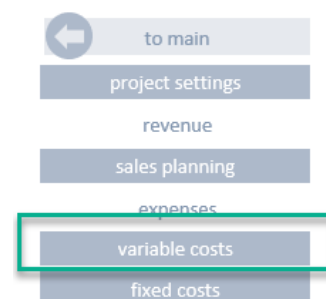 to main
project settings
revenue
sales planning
expenses
variable costs
fixed costs